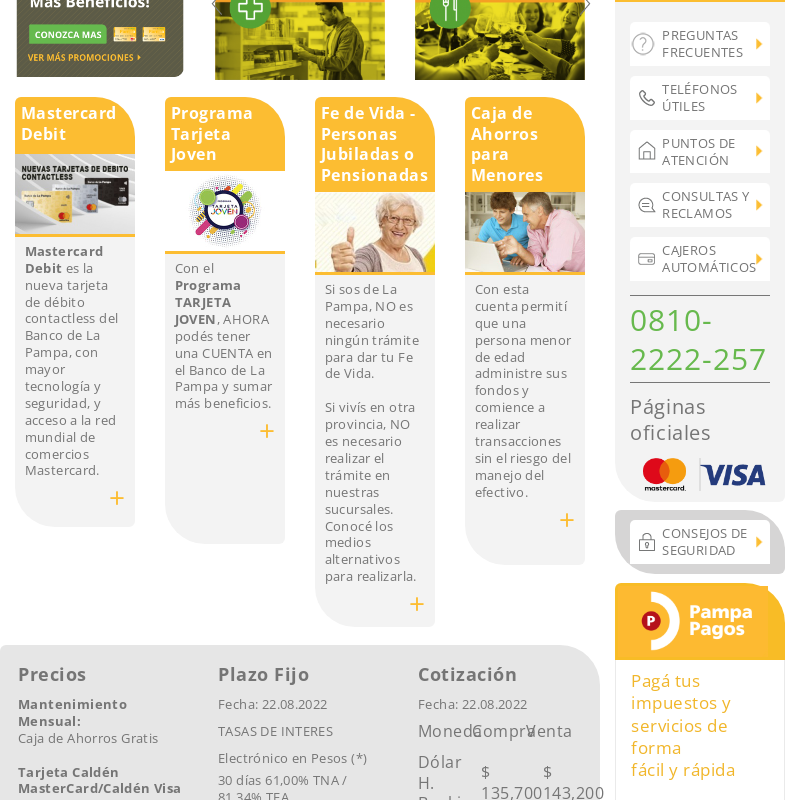 Más Beneficios!
CONOZCA MAS
VER MÁS PROMOCIONES
Mastercard
Debit
NUEVAS TARJETAS DE DEBITO
CONTACTLESS
Mastercard
Debit es la
nueva tarjeta
de débito
contactless del
Banco de La
Pampa, con
mayor
tecnología y
seguridad, y
acceso a la red
mundial de
comercios
Mastercard.
+
Programa
Tarjeta
Joven
TARJETA
JOVEN
Con el
Programa
TARJETA
JOVEN, AHORA
podés tener
una CUENTA en
el Banco de La
Pampa y sumar
más beneficios.
+
Fe de Vida -
Personas
Jubiladas o
Pensionadas
Si sos de La
Pampa, NO es
necesario
ningún trámite
para dar tu Fe
de Vida.
Si vivís en otra
provincia, NO
es necesario
realizar el
trámite en
nuestras
sucursales.
Conocé los
medios
alternativos
para realizarla.
+
Caja de
Ahorros
para
Menores
Con esta
cuenta permití
que una
persona menor
de edad
administre sus
fondos y
comience a
realizar
transacciones
sin el riesgo del
manejo del
efectivo.
+
PREGUNTAS
FRECUENTES
TELÉFONOS
ÚTILES
PUNTOS DE
ATENCIÓN
CONSULTAS Y
RECLAMOS
CAJEROS
AUTOMÁTICOS
0810-
2222-257
Páginas
oficiales
mastercard.
VISA
CONSEJOS DE
SEGURIDAD
P
Pampa
Pagos
Pagá tus
impuestos y
servicios de
forma
fácil y rápida
Precios
Mantenimiento
Mensual:
Caja de Ahorros Gratis
Tarjeta Caldén
MasterCard/Caldén Visa
Plazo Fijo
Fecha: 22.08.2022
TASAS DE INTERES
Electrónico en Pesos (*)
30 días 61,00% TNA /
81,34% TEA
Cotización
Fecha: 22.08.2022
Moneda Compra Venta
Dólar
H.
$ $
135,700 143,200